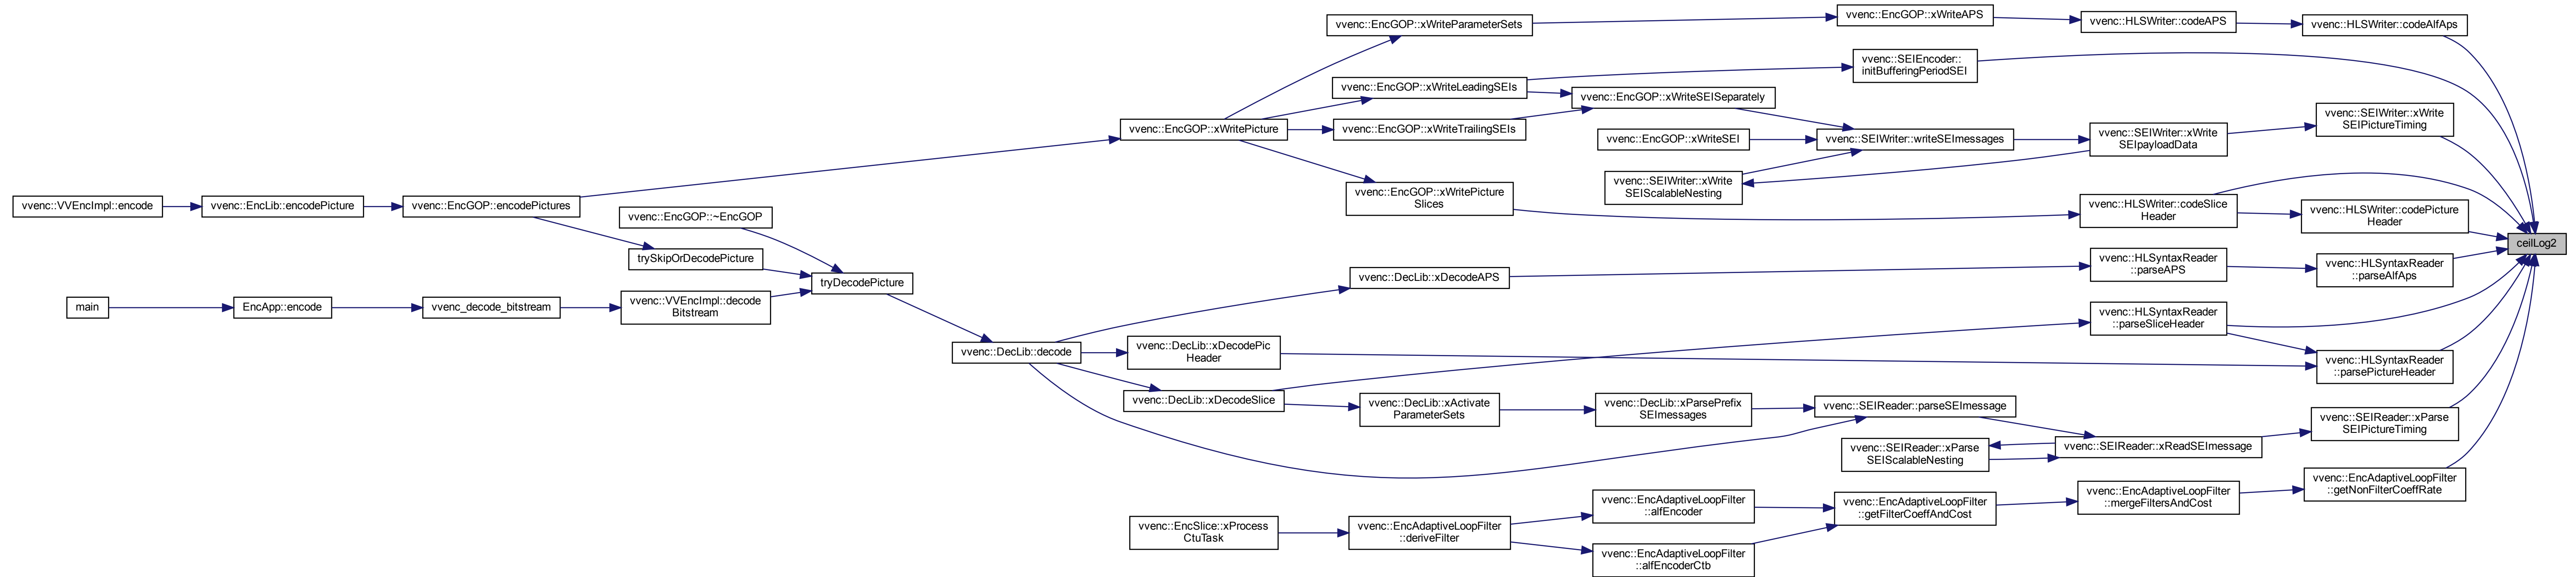 vvenc::EncGOP::xWriteParameterSets
vvenc::EncGOP::xWriteAPS
vvenc::HLSWriter::codeAPS
vvenc::HLSWriter::codeAlfAps
vvenc::SEIEncoder::
initBufferingPeriodSEI
vvenc::EncGOP::xWriteLeadingSEIs
vvenc::EncGOP::xWriteSEISeparately
vvenc::EncGOP::xWritePicture
vvenc::EncGOP::xWriteTrailingSEIs
vvenc::EncGOP::xWriteSEI
vvenc::SEIWriter::writeSEImessages
vvenc::SEIWriter::xWrite
SEIpayloadData
vvenc::SEIWriter::xWrite
SEIPictureTiming
vvenc::SEIWriter::xWrite
SEIScalableNesting
vvenc::EncGOP::xWritePicture
Slices
vvenc::VVEncImpl::encode
vvenc::EncLib::encodePicture
vvenc::EncGOP::encodePictures
vvenc::EncGOP::~EncGOP
vvenc::HLSWriter::codeSlice
Header
vvenc::HLSWriter::codePicture
Header
ceilLog2
trySkipOrDecodePicture
tryDecodePicture
vvenc::DecLib::xDecodeAPS
vvenc::HLSyntaxReader
::parseAPS
vvenc::HLSyntaxReader
::parseAlfAps
main
EncApp::encode
vvenc_decode_bitstream
vvenc::VVEncImpl::decode
Bitstream
vvenc::HLSyntaxReader
::parseSliceHeader
vvenc::DecLib::decode
vvenc::DecLib::xDecodePic
Header
vvenc::HLSyntaxReader
::parsePictureHeader
vvenc::DecLib::xDecodeSlice
vvenc::DecLib::xActivate
ParameterSets
vvenc::DecLib::xParsePrefix
SEImessages
vvenc::SEIReader::parseSEImessage
vvenc::SEIReader::xParse
SEIPictureTiming
vvenc::SEIReader::xParse
SEIScalableNesting
vvenc::SEIReader::xReadSEImessage
vvenc::EncAdaptiveLoopFilter
::getNonFilterCoeffRate
vvenc::EncAdaptiveLoopFilter
::mergeFiltersAndCost
vvenc::EncAdaptiveLoopFilter
::getFilterCoeffAndCost
vvenc::EncAdaptiveLoopFilter
::alfEncoder
vvenc::EncSlice::xProcess
CtuTask
vvenc::EncAdaptiveLoopFilter
::deriveFilter
vvenc::EncAdaptiveLoopFilter
::alfEncoderCtb